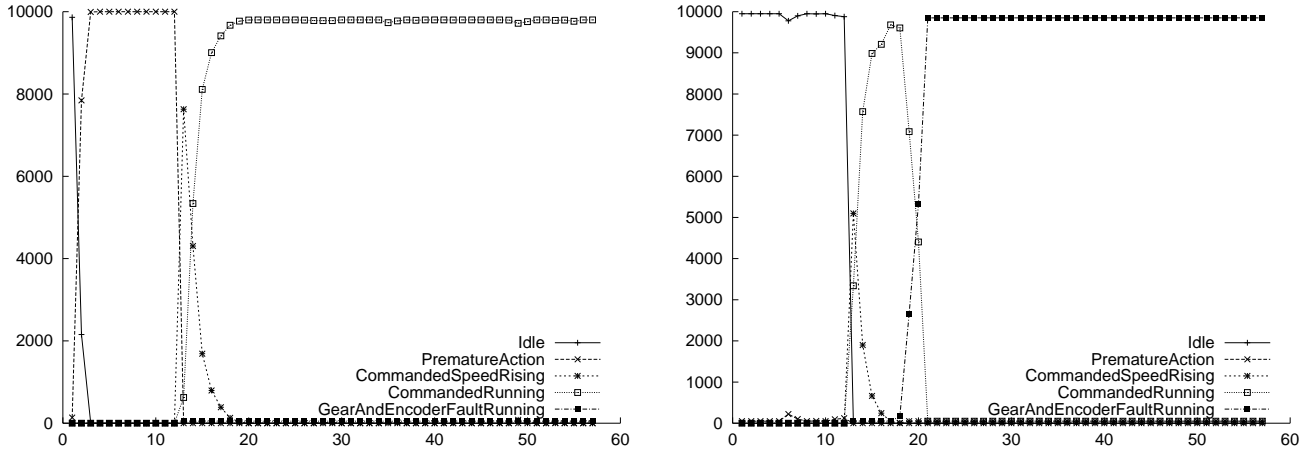 10000
8000
6000
4000
2000
0
0 10 20 30 40 50 60
Idle
PrematureAction
CommandedSpeedRising
CommandedRunning
GearAndEncoderFaultRunning
10000
9000
8000
7000
6000
5000
4000
3000
2000
1000
0
0 10 20 30 40 50 60
Idle
PrematureAction
CommandedSpeedRising
CommandedRunning
GearAndEncoderFaultRunning